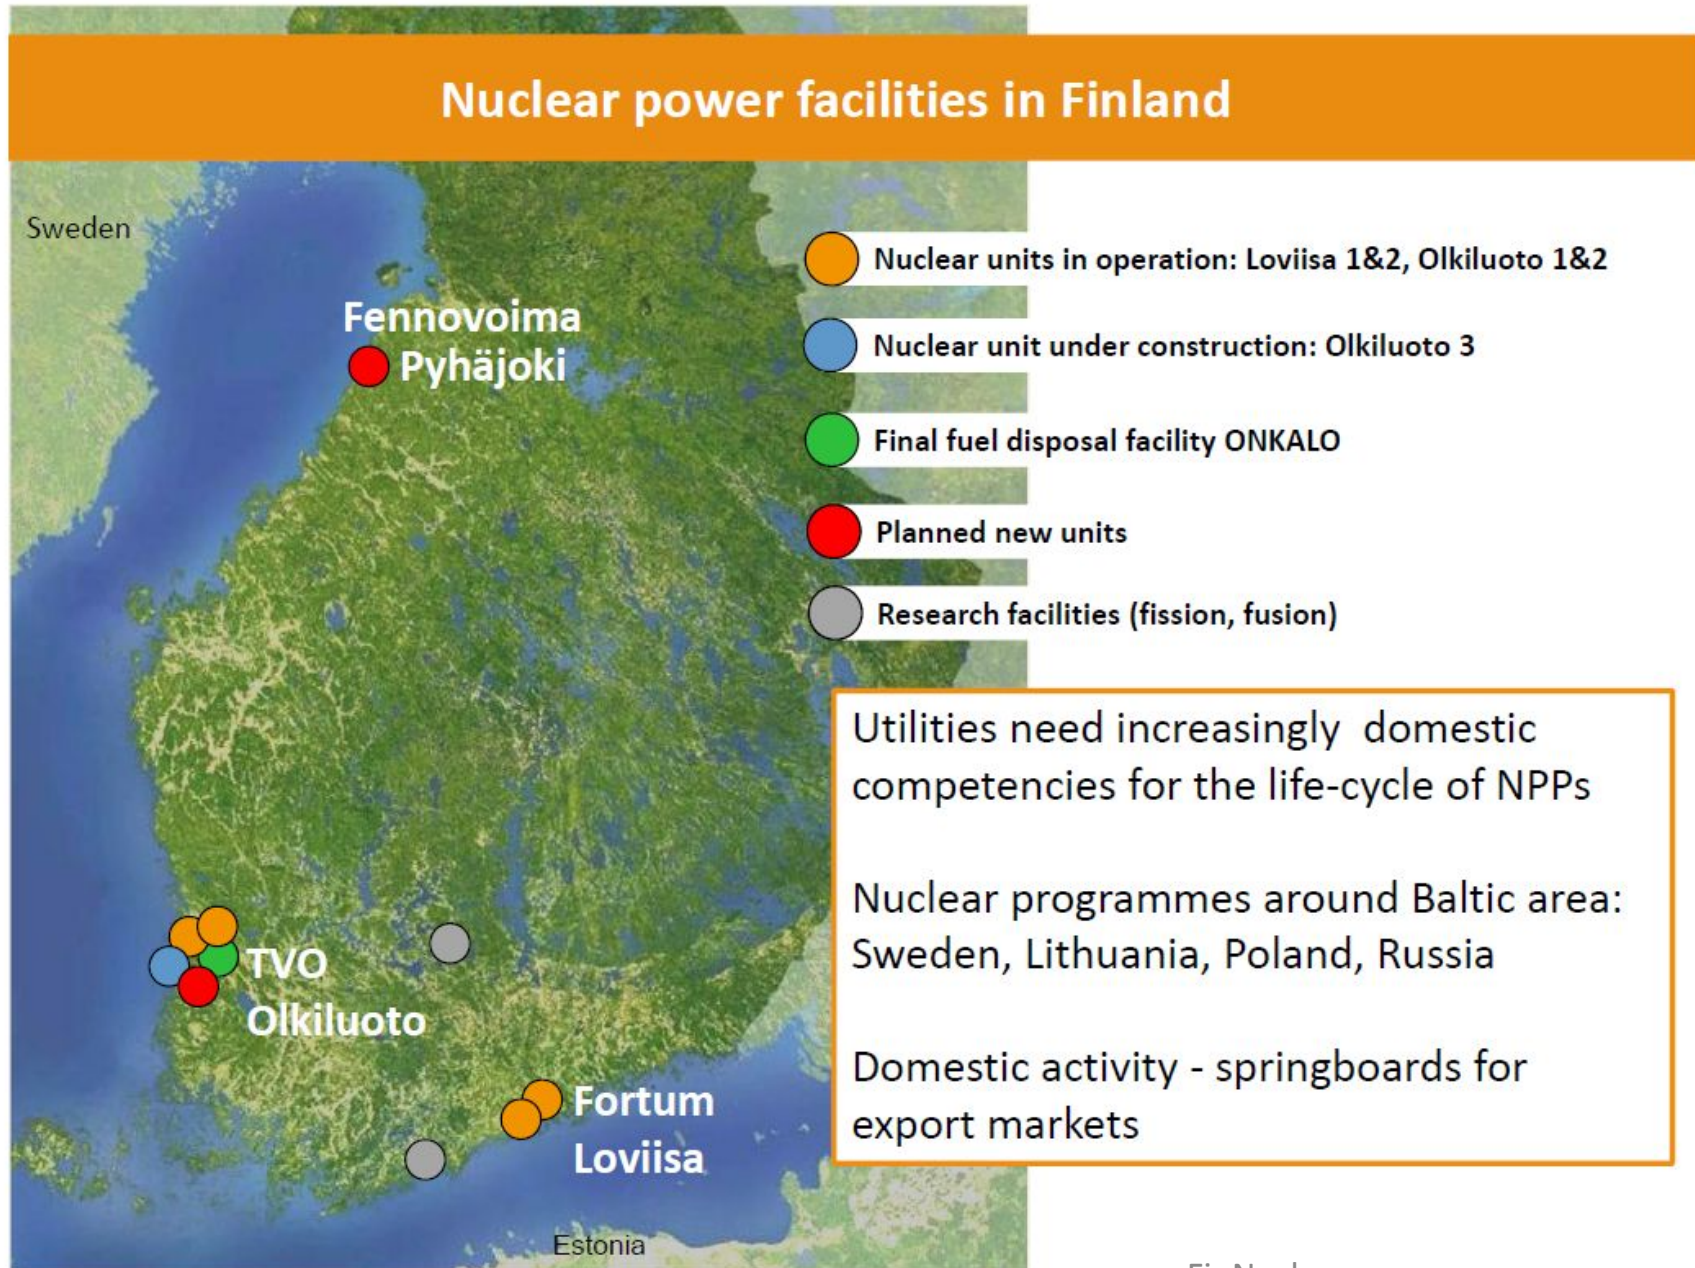 Nuclear power facilities in Finland
Sweden
Nuclear units in operation: Loviisa 1&2, Olkiluoto 1&2
Fennovoima
Pyhäjoki
Nuclear unit under construction: Olkiluoto 3
Final fuel disposal facility ONKALO
Planned new units
Research facilities (fission, fusion)
Utilities need increasingly domestic
competencies for the life-cycle of NPPs
Nuclear programmes around Baltic area:
Sweden, Lithuania, Poland, Russia
Domestic activity - springboards for
export markets
TVO
Olkiluoto
Fortum
Loviisa
Estonia